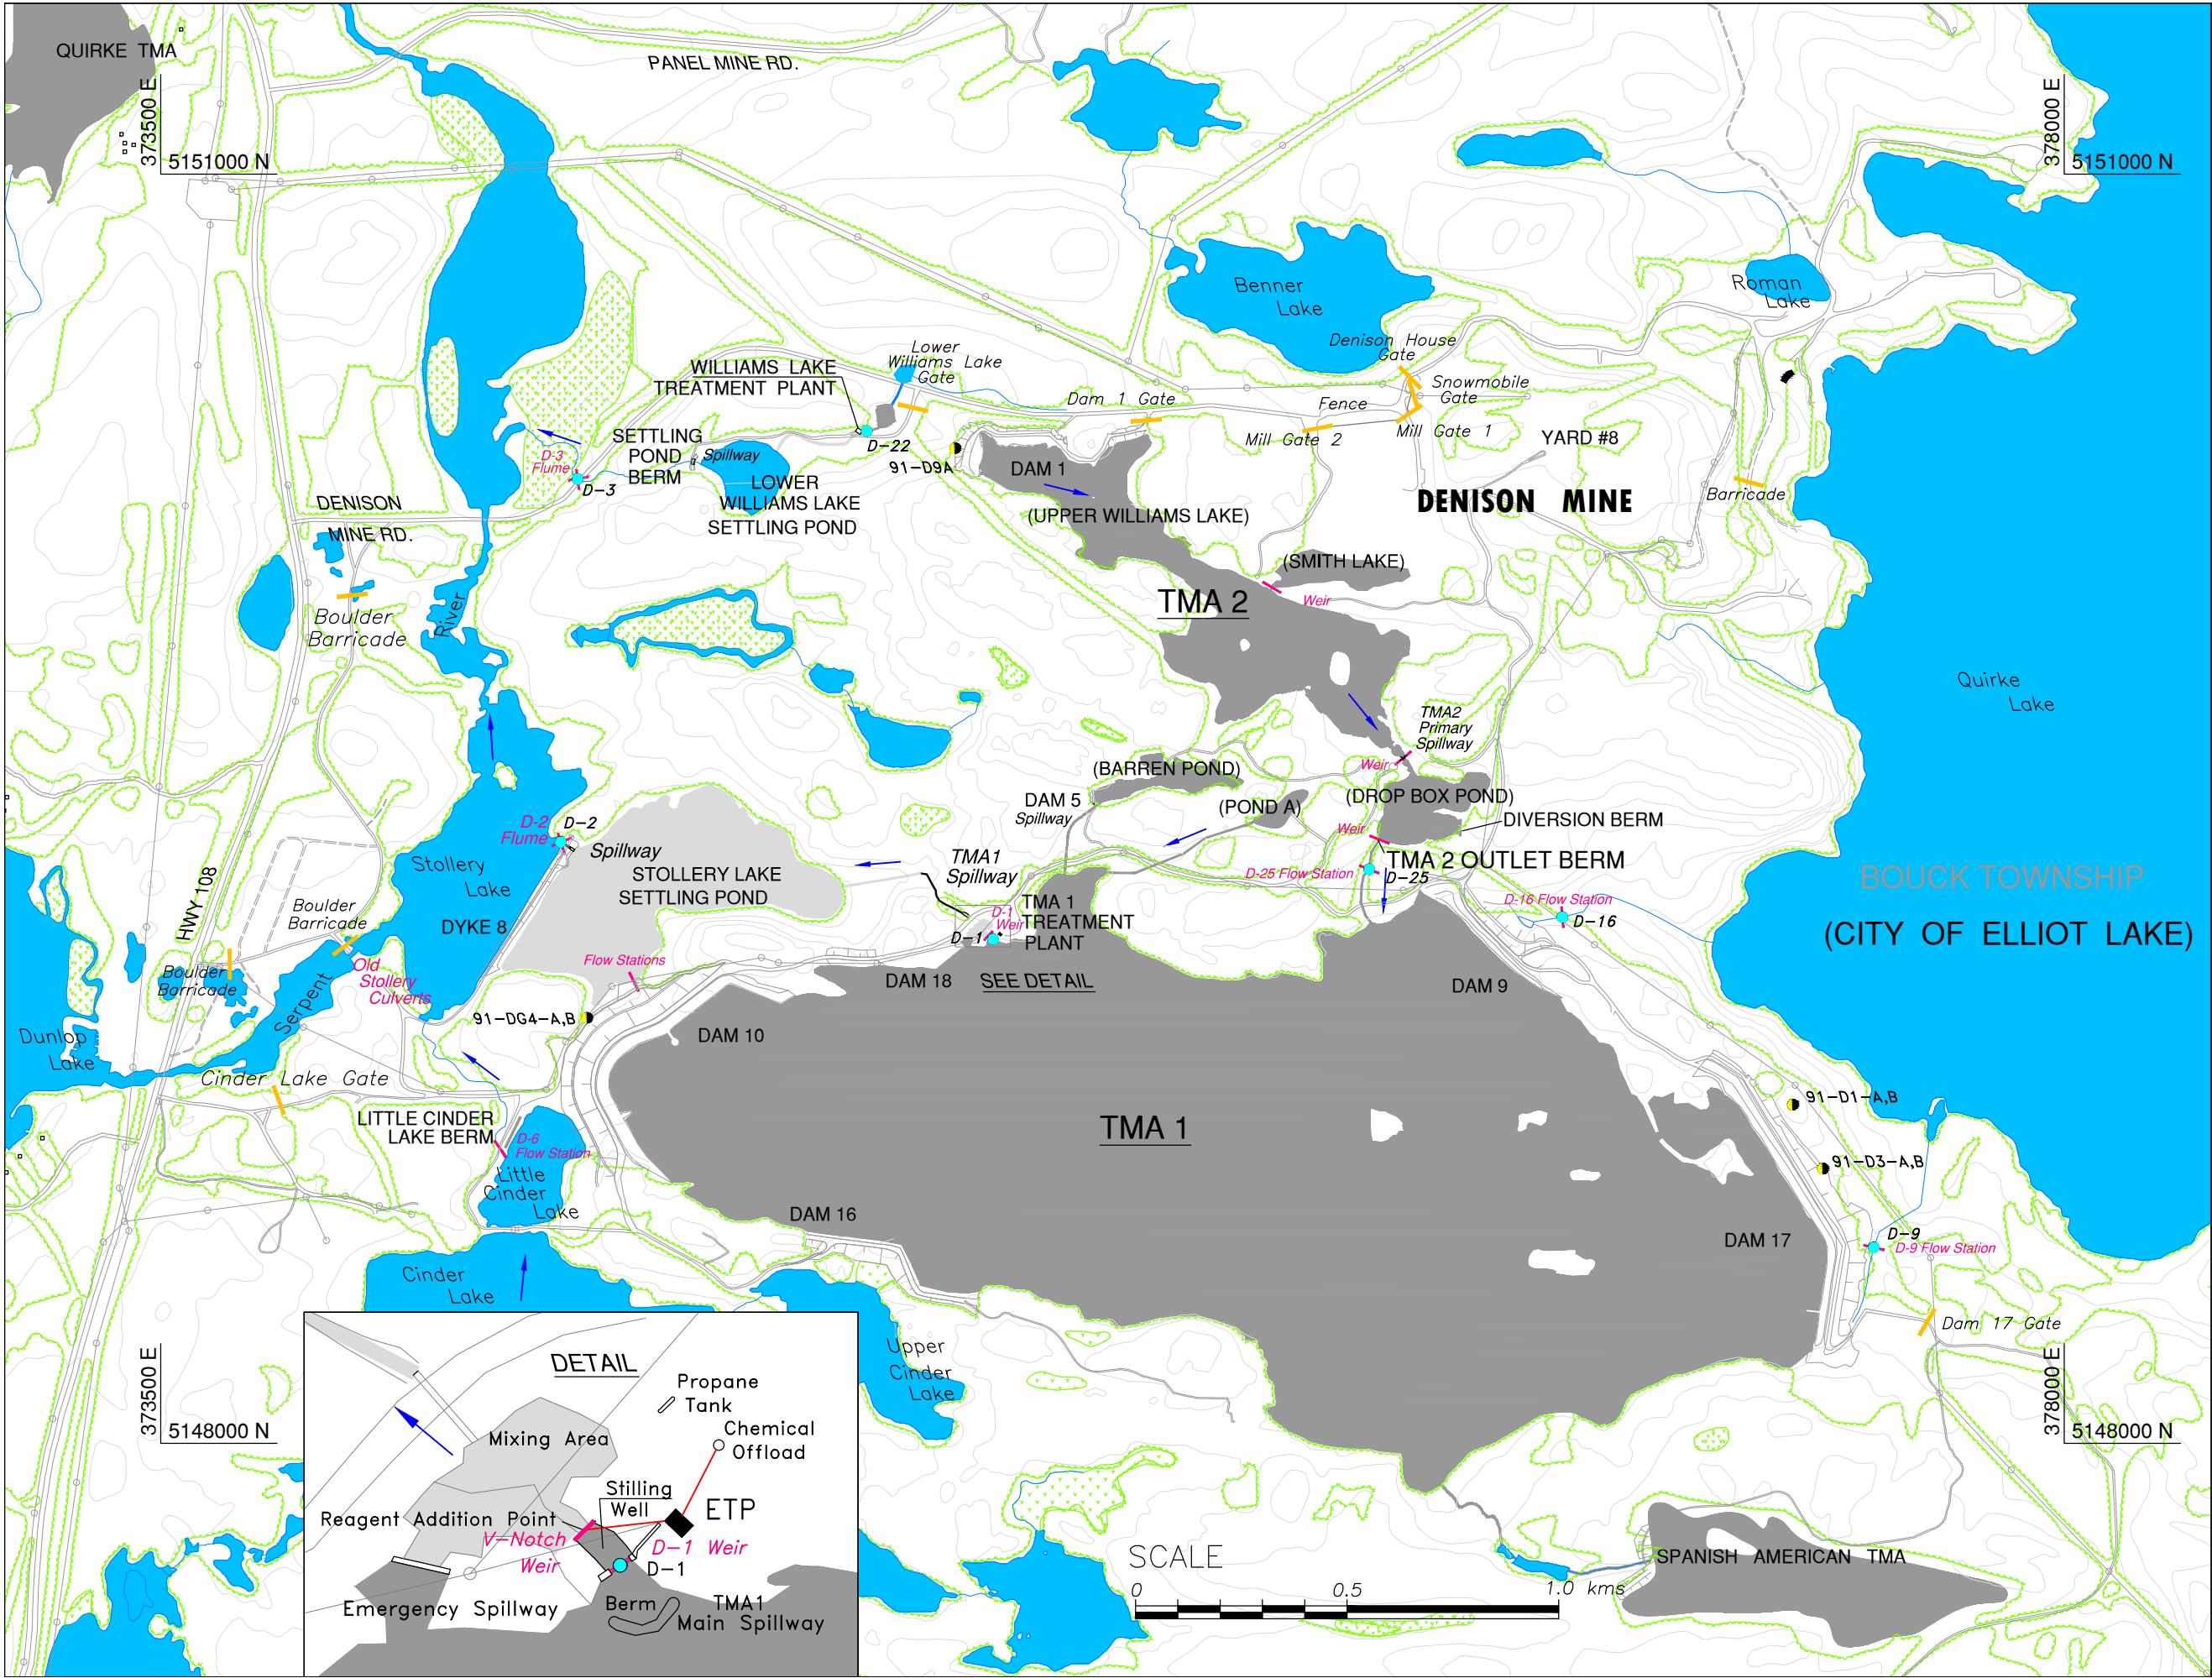 QUIRKE TMA
PANEL MINE RD.
373500 E
5151000 N
378000 E
5151000 N
Benner
Lake
Roman
Lake
Denison House
Gate
Lower
Williams Lake
Gate
WILLIAMS LAKE
TREATMENT PLANT
Snowmobile
Gate
Dam 1 Gate
Fence
Mill Gate 2
Mill Gate 1
YARD #8
D-22
SETTLING
POND
BERM
Spillway
D-3
Flume
D-3
91-D9A
DAM 1
LOWER
WILLIAMS LAKE
SETTLING POND
(UPPER WILLIAMS LAKE)
DENISON MINE
Barricade
DENISON
MINE RD.
(SMITH LAKE)
Weir
TMA 2
Boulder
Barricade
River
Quirke
Lake
TMA2
Primary
Spillway
Weir
(BARREN POND)
DAM 5
Spillway
(POND A)
(DROP BOX POND)
DIVERSION BERM
Weir
TMA 2 OUTLET BERM
D-25 Flow Station
D-25
D-2
Flume
D-2
Spillway
STOLLERY LAKE
SETTLING POND
Stollery
Lake
DYKE 8
TMA1
Spillway
D-1
Weir
D-1
TMA 1
TREATMENT
PLANT
SEE DETAIL
DAM 18
D-16 Flow Station
D-16
BOUCK TOWNSHIP
(CITY OF ELLIOT LAKE)
HWY 108
Boulder
Barricade
Boulder
Barricade
Old
Stollery
Culverts
Serpent
Flow Stations
91-DG4-A,B
DAM 10
DAM 9
Dunlop
Lake
Cinder Lake Gate
LITTLE CINDER
LAKE BERM
D-6
Flow Station
Little
Cinder
Lake
TMA 1
91-D1-A,B
91-D3-A,B
DAM 16
DAM 17
D-9
D-9 Flow Station
Cinder
Lake
Upper
Cinder
Lake
Dam 17 Gate
373500 E
5148000 N
378000 E
5148000 N
DETAIL
Propane
Tank
Chemical
Offload
Mixing Area
Stilling
Well
ETP
Reagent Addition Point
V-Notch
Weir
D-1 Weir
D-1
Emergency Spillway
Berm
TMA1
Main Spillway
SCALE
0 0.5 1.0 kms
SPANISH AMERICAN TMA